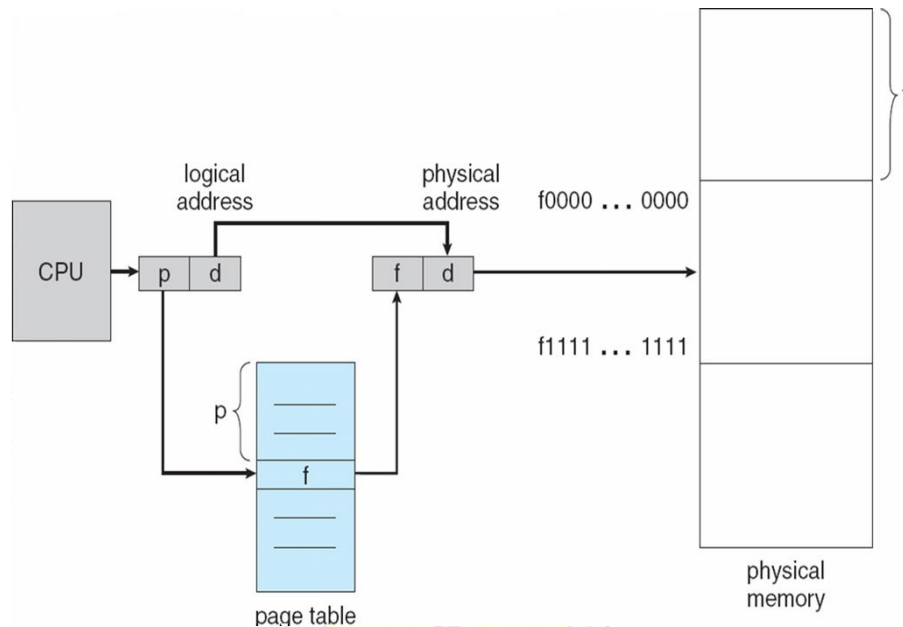 logical
address
physical
address
f0000 ... 0000
CPU
p
d
f
d
f1111 ... 1111
p
f
physical
memory
page table